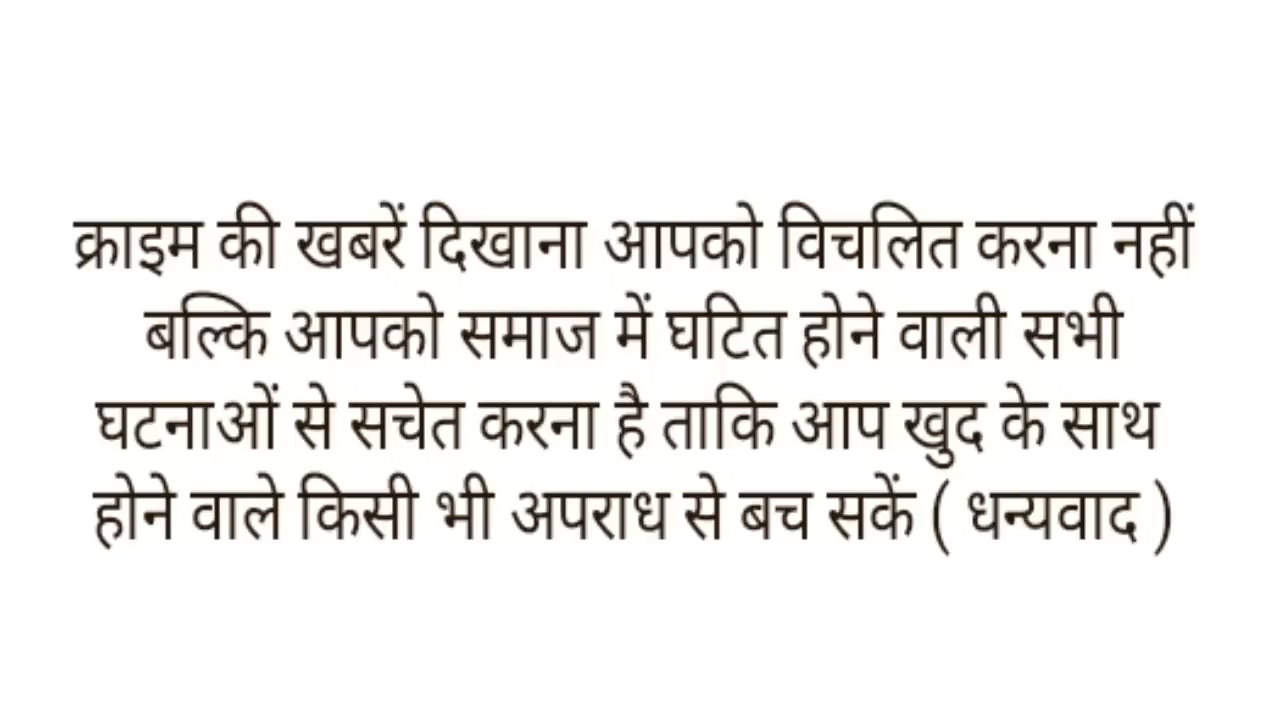 क्राइम की खबरें दिखाना आपको विचलित करना नहीं
बल्कि आपको समाज में घटित होने वाली सभी
घटनाओं से सचेत करना है ताकि आप खुद के साथ
होने वाले किसी भी अपराध से बच सकें ( धन्यवाद )